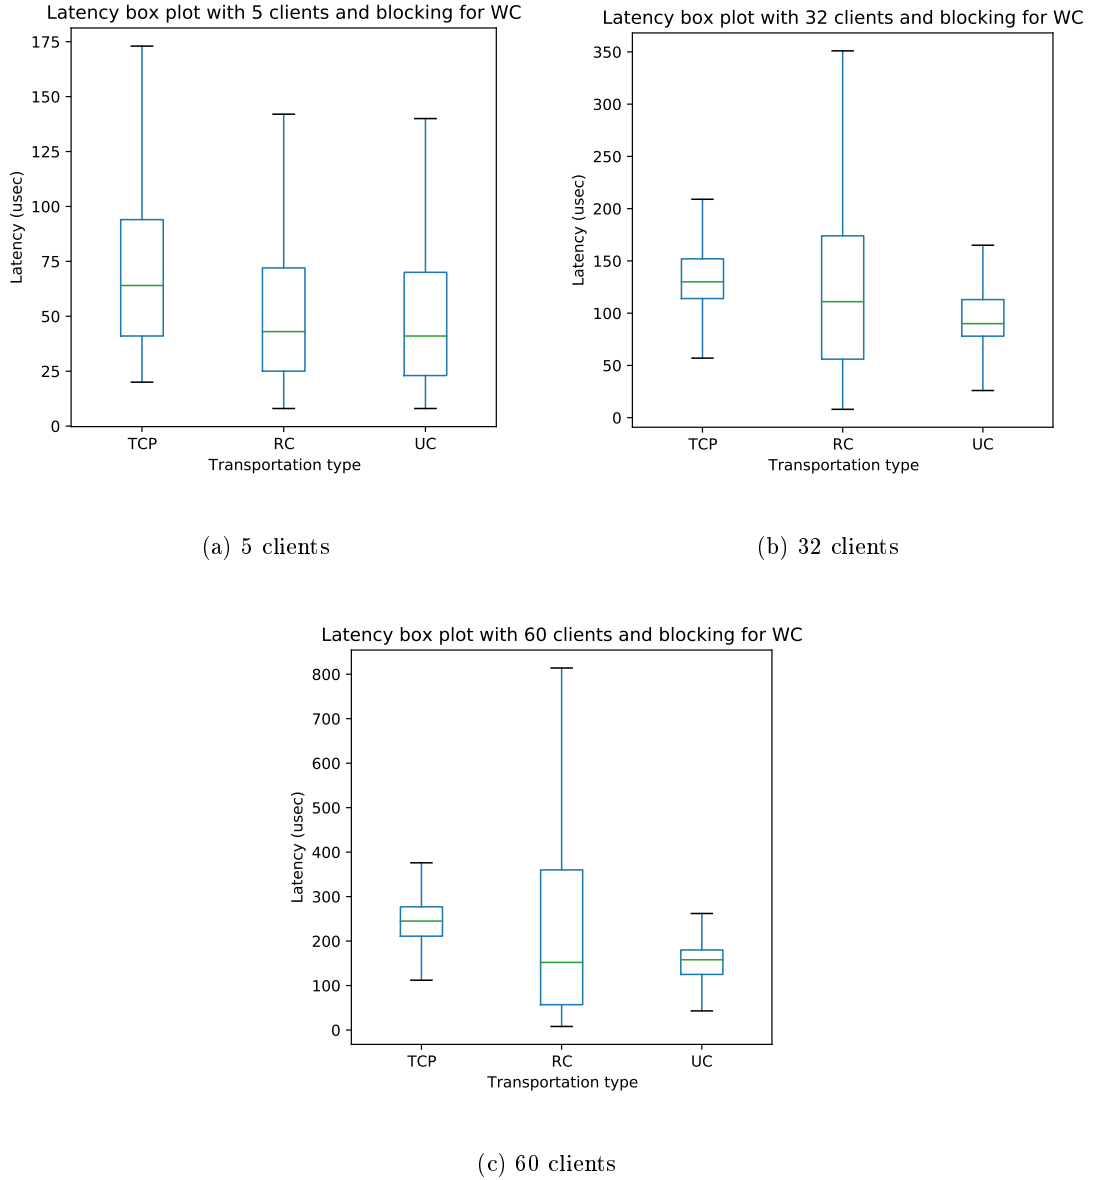 Latency box plot with 5 clients and blocking for WC
175
150
125
100
75
50
25
0
Latency (usec)
TCP RC UC
Transportation type
(a) 5 clients
Latency box plot with 32 clients and blocking for WC
350
300
250
200
150
100
50
0
Latency (usec)
TCP RC UC
Transportation type
(b) 32 clients
Latency box plot with 60 clients and blocking for WC
800
700
600
500
400
300
200
100
0
Latency (usec)
TCP RC UC
Transportation type
(c) 60 clients